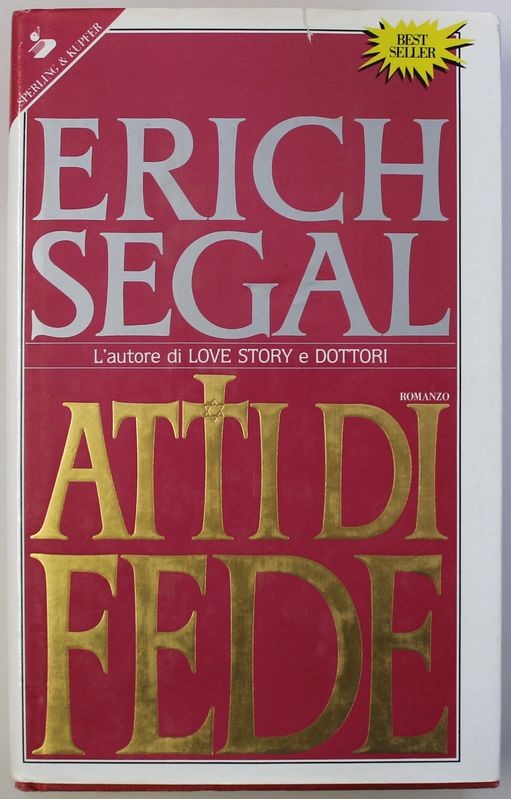 SPERLING & KUPFER
BEST
SELLER
ERICH
SEGAL
L'autore di LOVE STORY e DOTTORI
ROMANZO
ATTI DI
FEDE